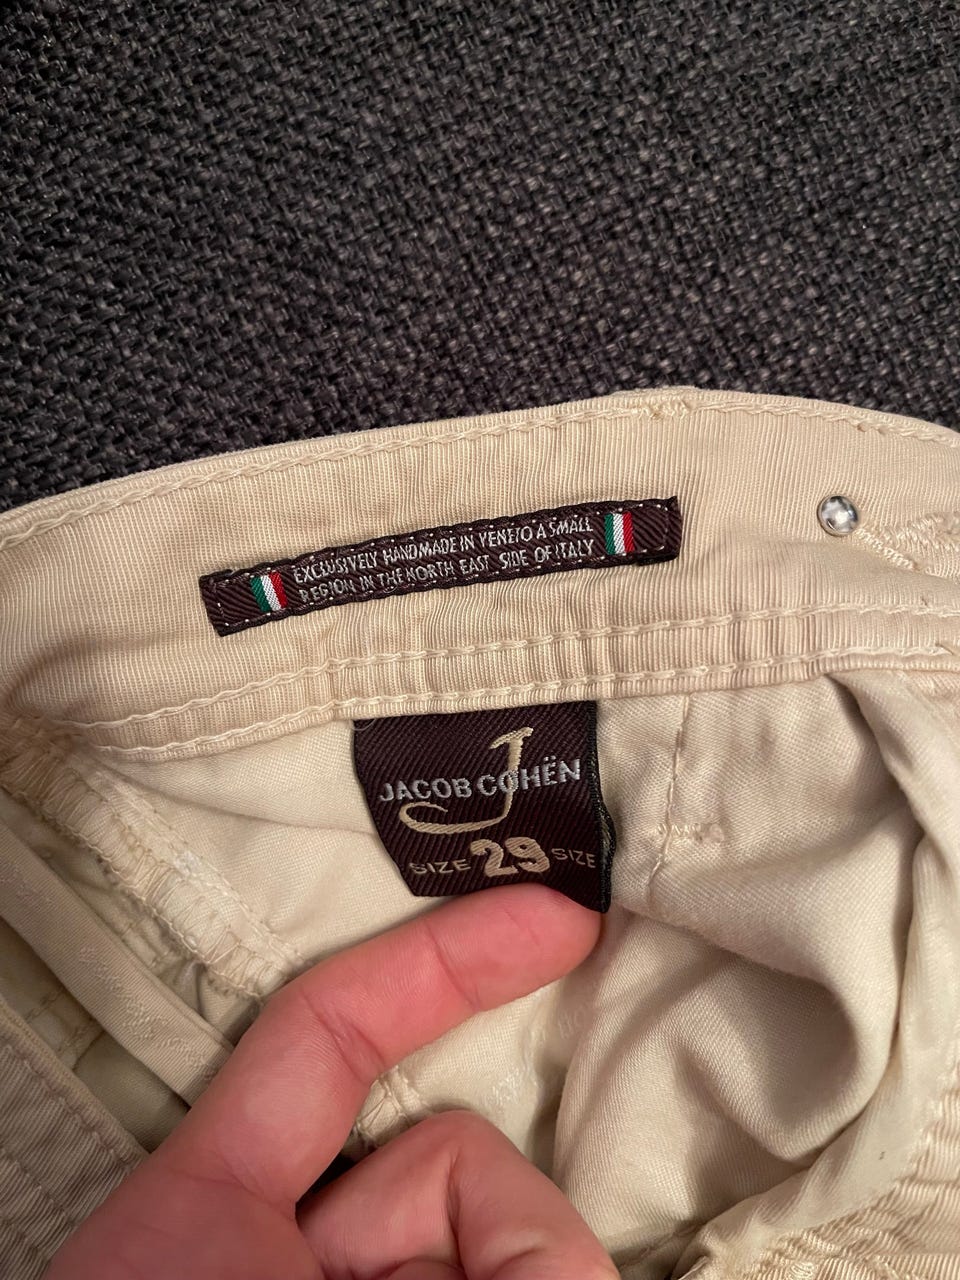 EXCLUSIVELY HANDMADE IN VENETO A SMALL
REGION IN THE NORTH EAST SIDE OF ITALY
J
JACOB COHËN
SIZE 29 SIZE